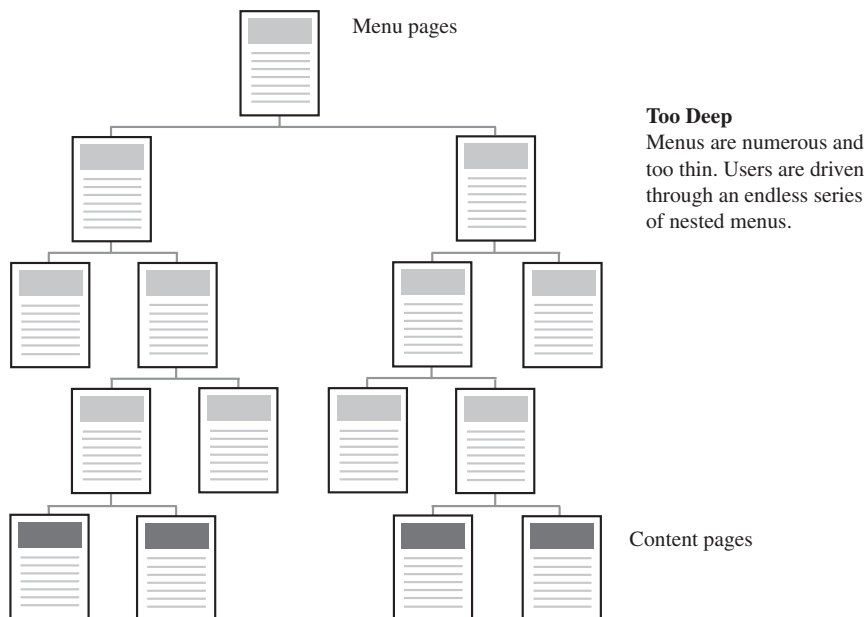 Menu pages
Too Deep
Menus are numerous and
too thin. Users are driven
through an endless series
of nested menus.
Content pages